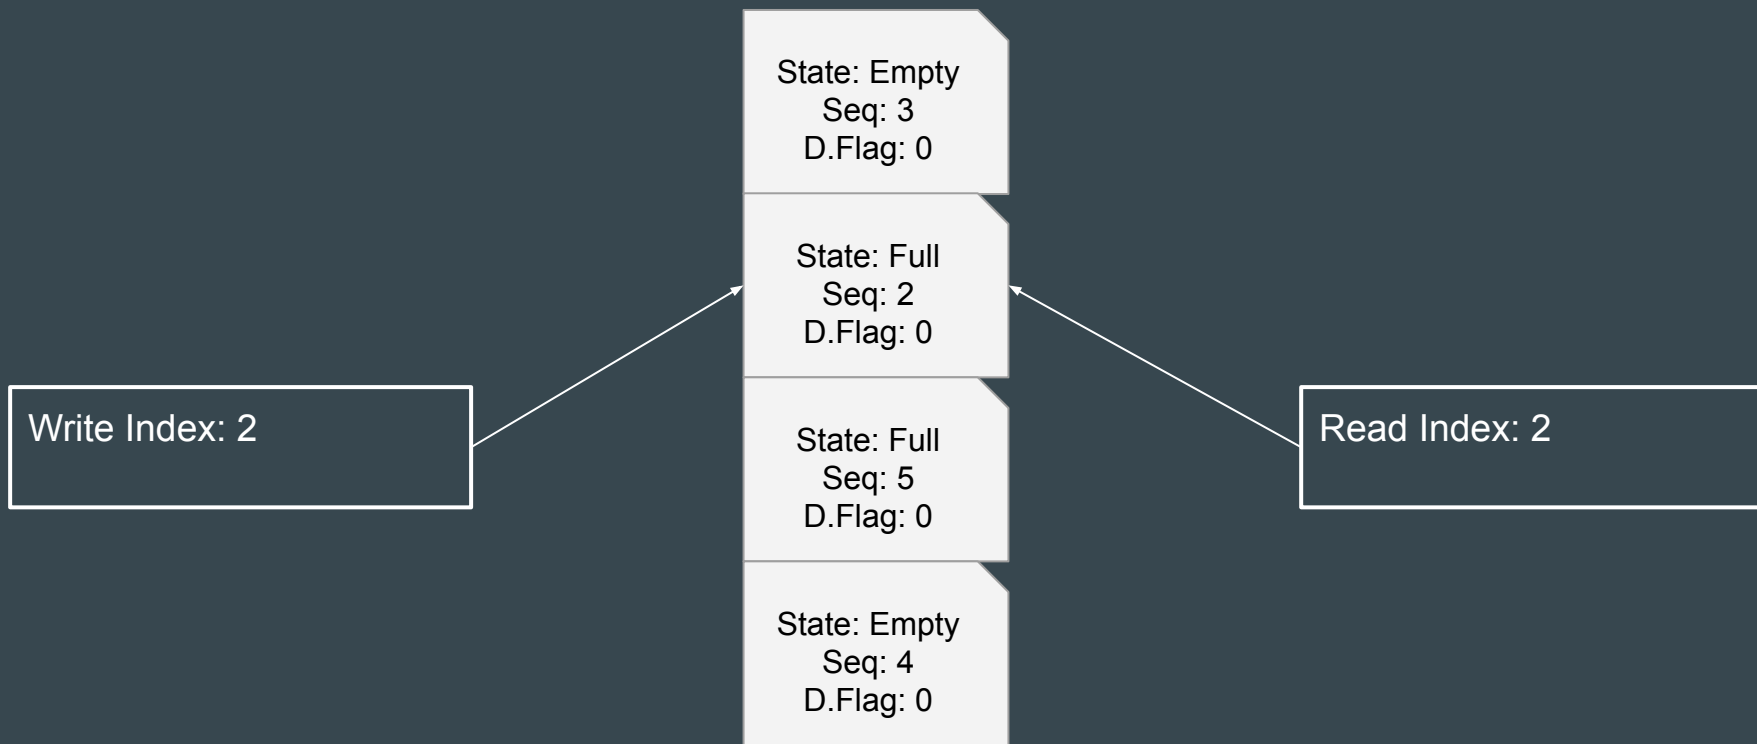 State: Empty
Seq: 3
D.Flag: 0
State: Full
Seq: 2
D.Flag: 0
Write Index: 2
Read Index: 2
State: Full
Seq: 5
D.Flag: 0
State: Empty
Seq: 4
D.Flag: 0